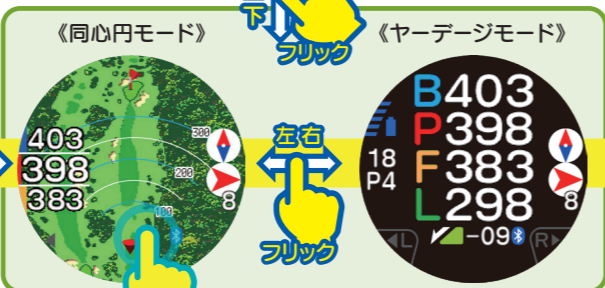 下
フリック
《同心円モード》
403
398
383
300
200
100
8
左右
フリック
《ヤーデージモード》
B403
P398
F383
L298
18
P4
8
-09
L
R